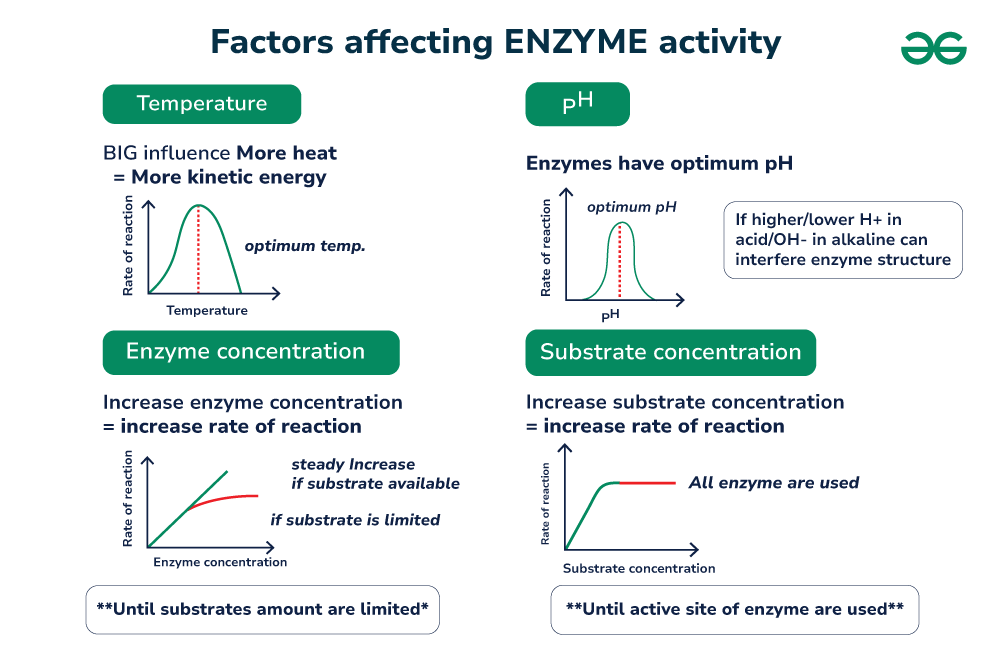 Factors affecting ENZYME activity
Temperature
BIG influence More heat
= More kinetic energy
Rate of reaction
optimum temp.
Temperature
PH
Enzymes have optimum pH
Rate of reaction
optimum pH
PH
If higher/lower H+ in
acid/OH- in alkaline can
interfere enzyme structure
Enzyme concentration
Increase enzyme concentration
= increase rate of reaction
Rate of reaction
steady Increase
if substrate available
if substrate is limited
Enzyme concentration
**Until substrates amount are limited*
Substrate concentration
Increase substrate concentration
= increase rate of reaction
Rate of reaction
All enzyme are used
Substrate concentration
**Until active site of enzyme are used**